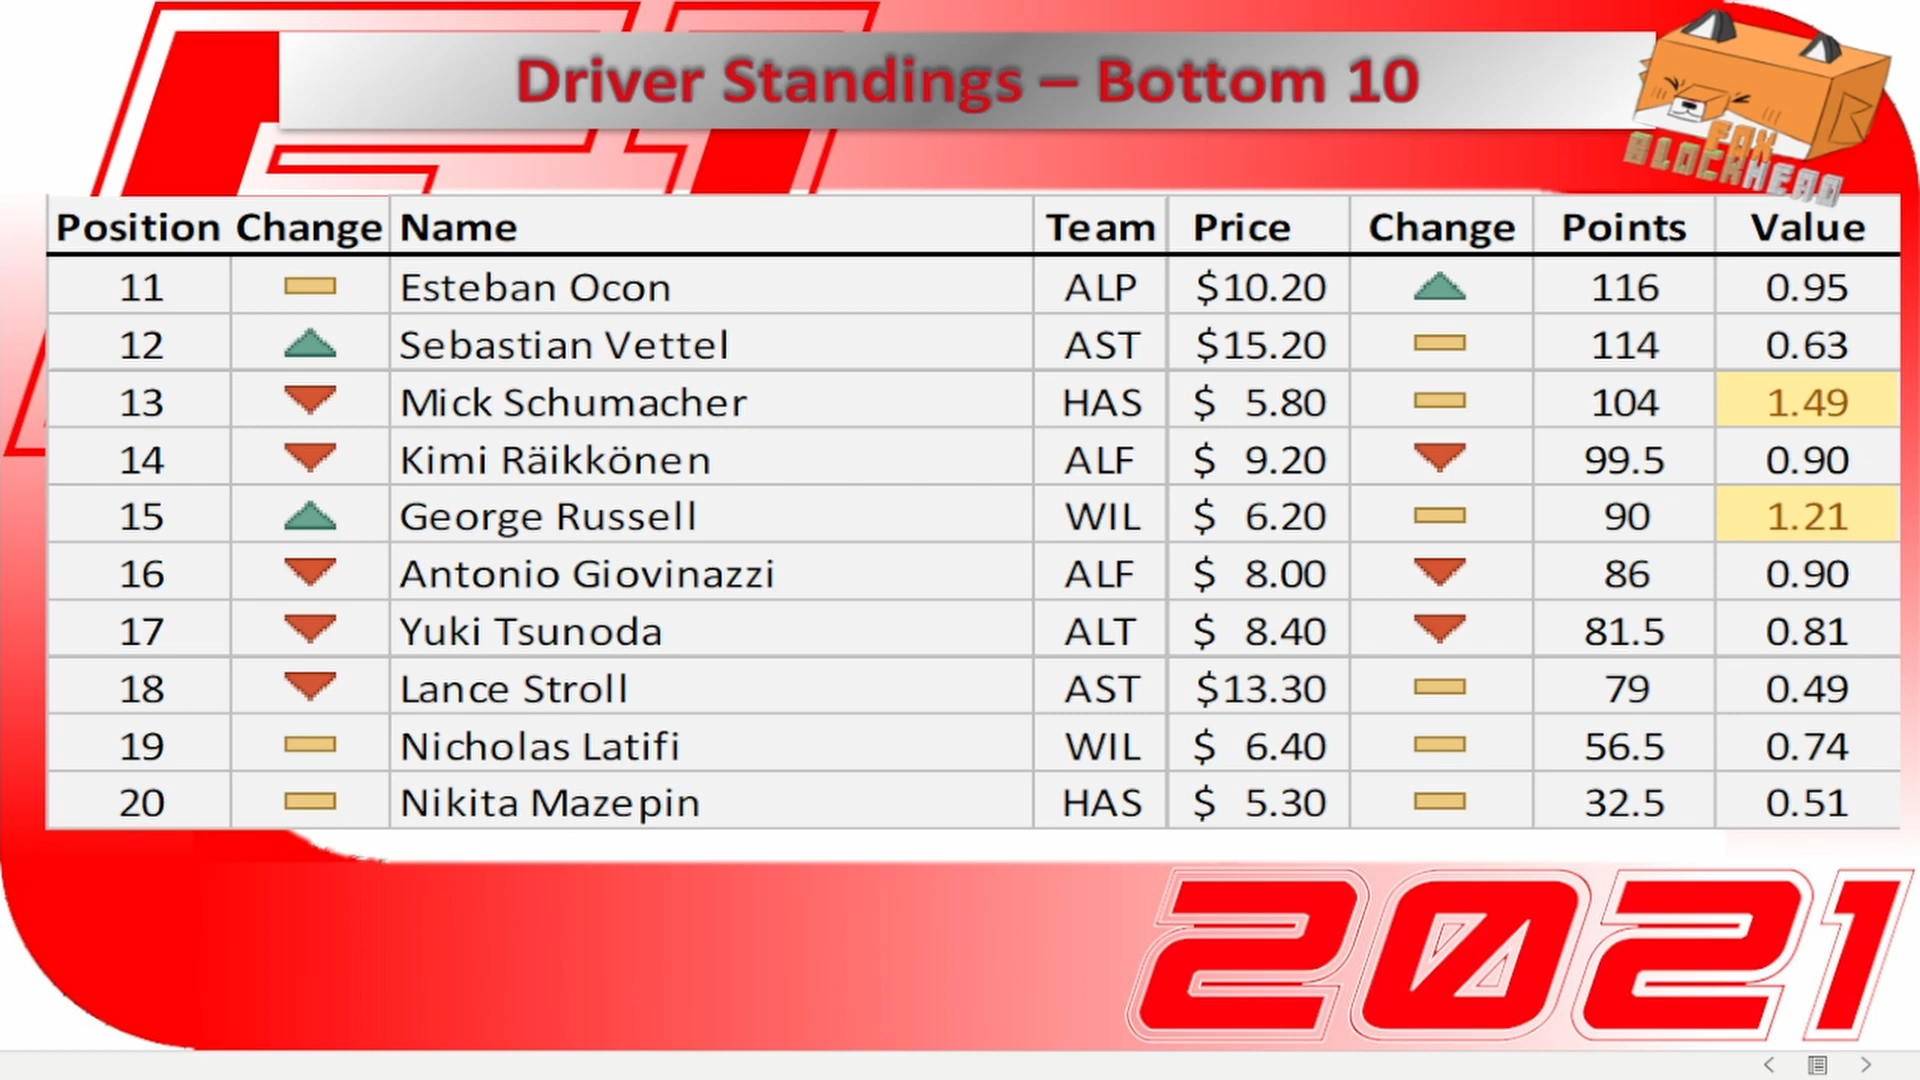 Driver Standings – Bottom 10
FOX
BLOCKHEAD
Position Change Name Team Price Change Points Value
11 Esteban Ocon ALP $10.20 116 0.95
12 Sebastian Vettel AST $15.20 114 0.63
13 Mick Schumacher HAS $ 5.80 104 1.49
14 Kimi Räikkönen ALF $ 9.20 99.5 0.90
15 George Russell WIL $ 6.20 90 1.21
16 Antonio Giovinazzi ALF $ 8.00 86 0.90
17 Yuki Tsunoda ALT $ 8.40 81.5 0.81
18 Lance Stroll AST $13.30 79 0.49
19 Nicholas Latifi WIL $ 6.40 56.5 0.74
20 Nikita Mazepin HAS $ 5.30 32.5 0.51
2021